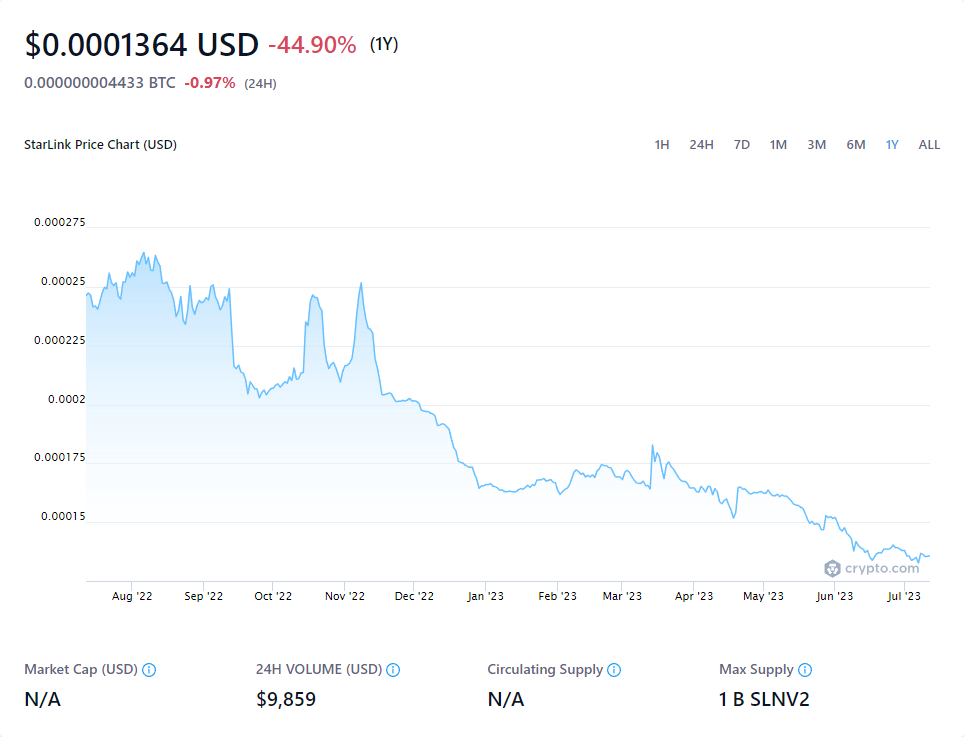 $0.0001364 USD -44.90% (1Y)
0.000000004433 BTC -0.97% (24H)
StarLink Price Chart (USD) 1H 24H 7D 1M 3M 6M 1Y ALL
0.000275
0.00025
0.000225
0.0002
0.000175
0.00015
crypto.com
Aug '22 Sep '22 Oct '22 Nov '22 Dec '22 Jan '23 Feb '23 Mar '23 Apr '23 May '23 Jun '23 Jul '23
Market Cap (USD) 24H VOLUME (USD) Circulating Supply Max Supply
N/A $9,859 N/A 1 B SLNV2